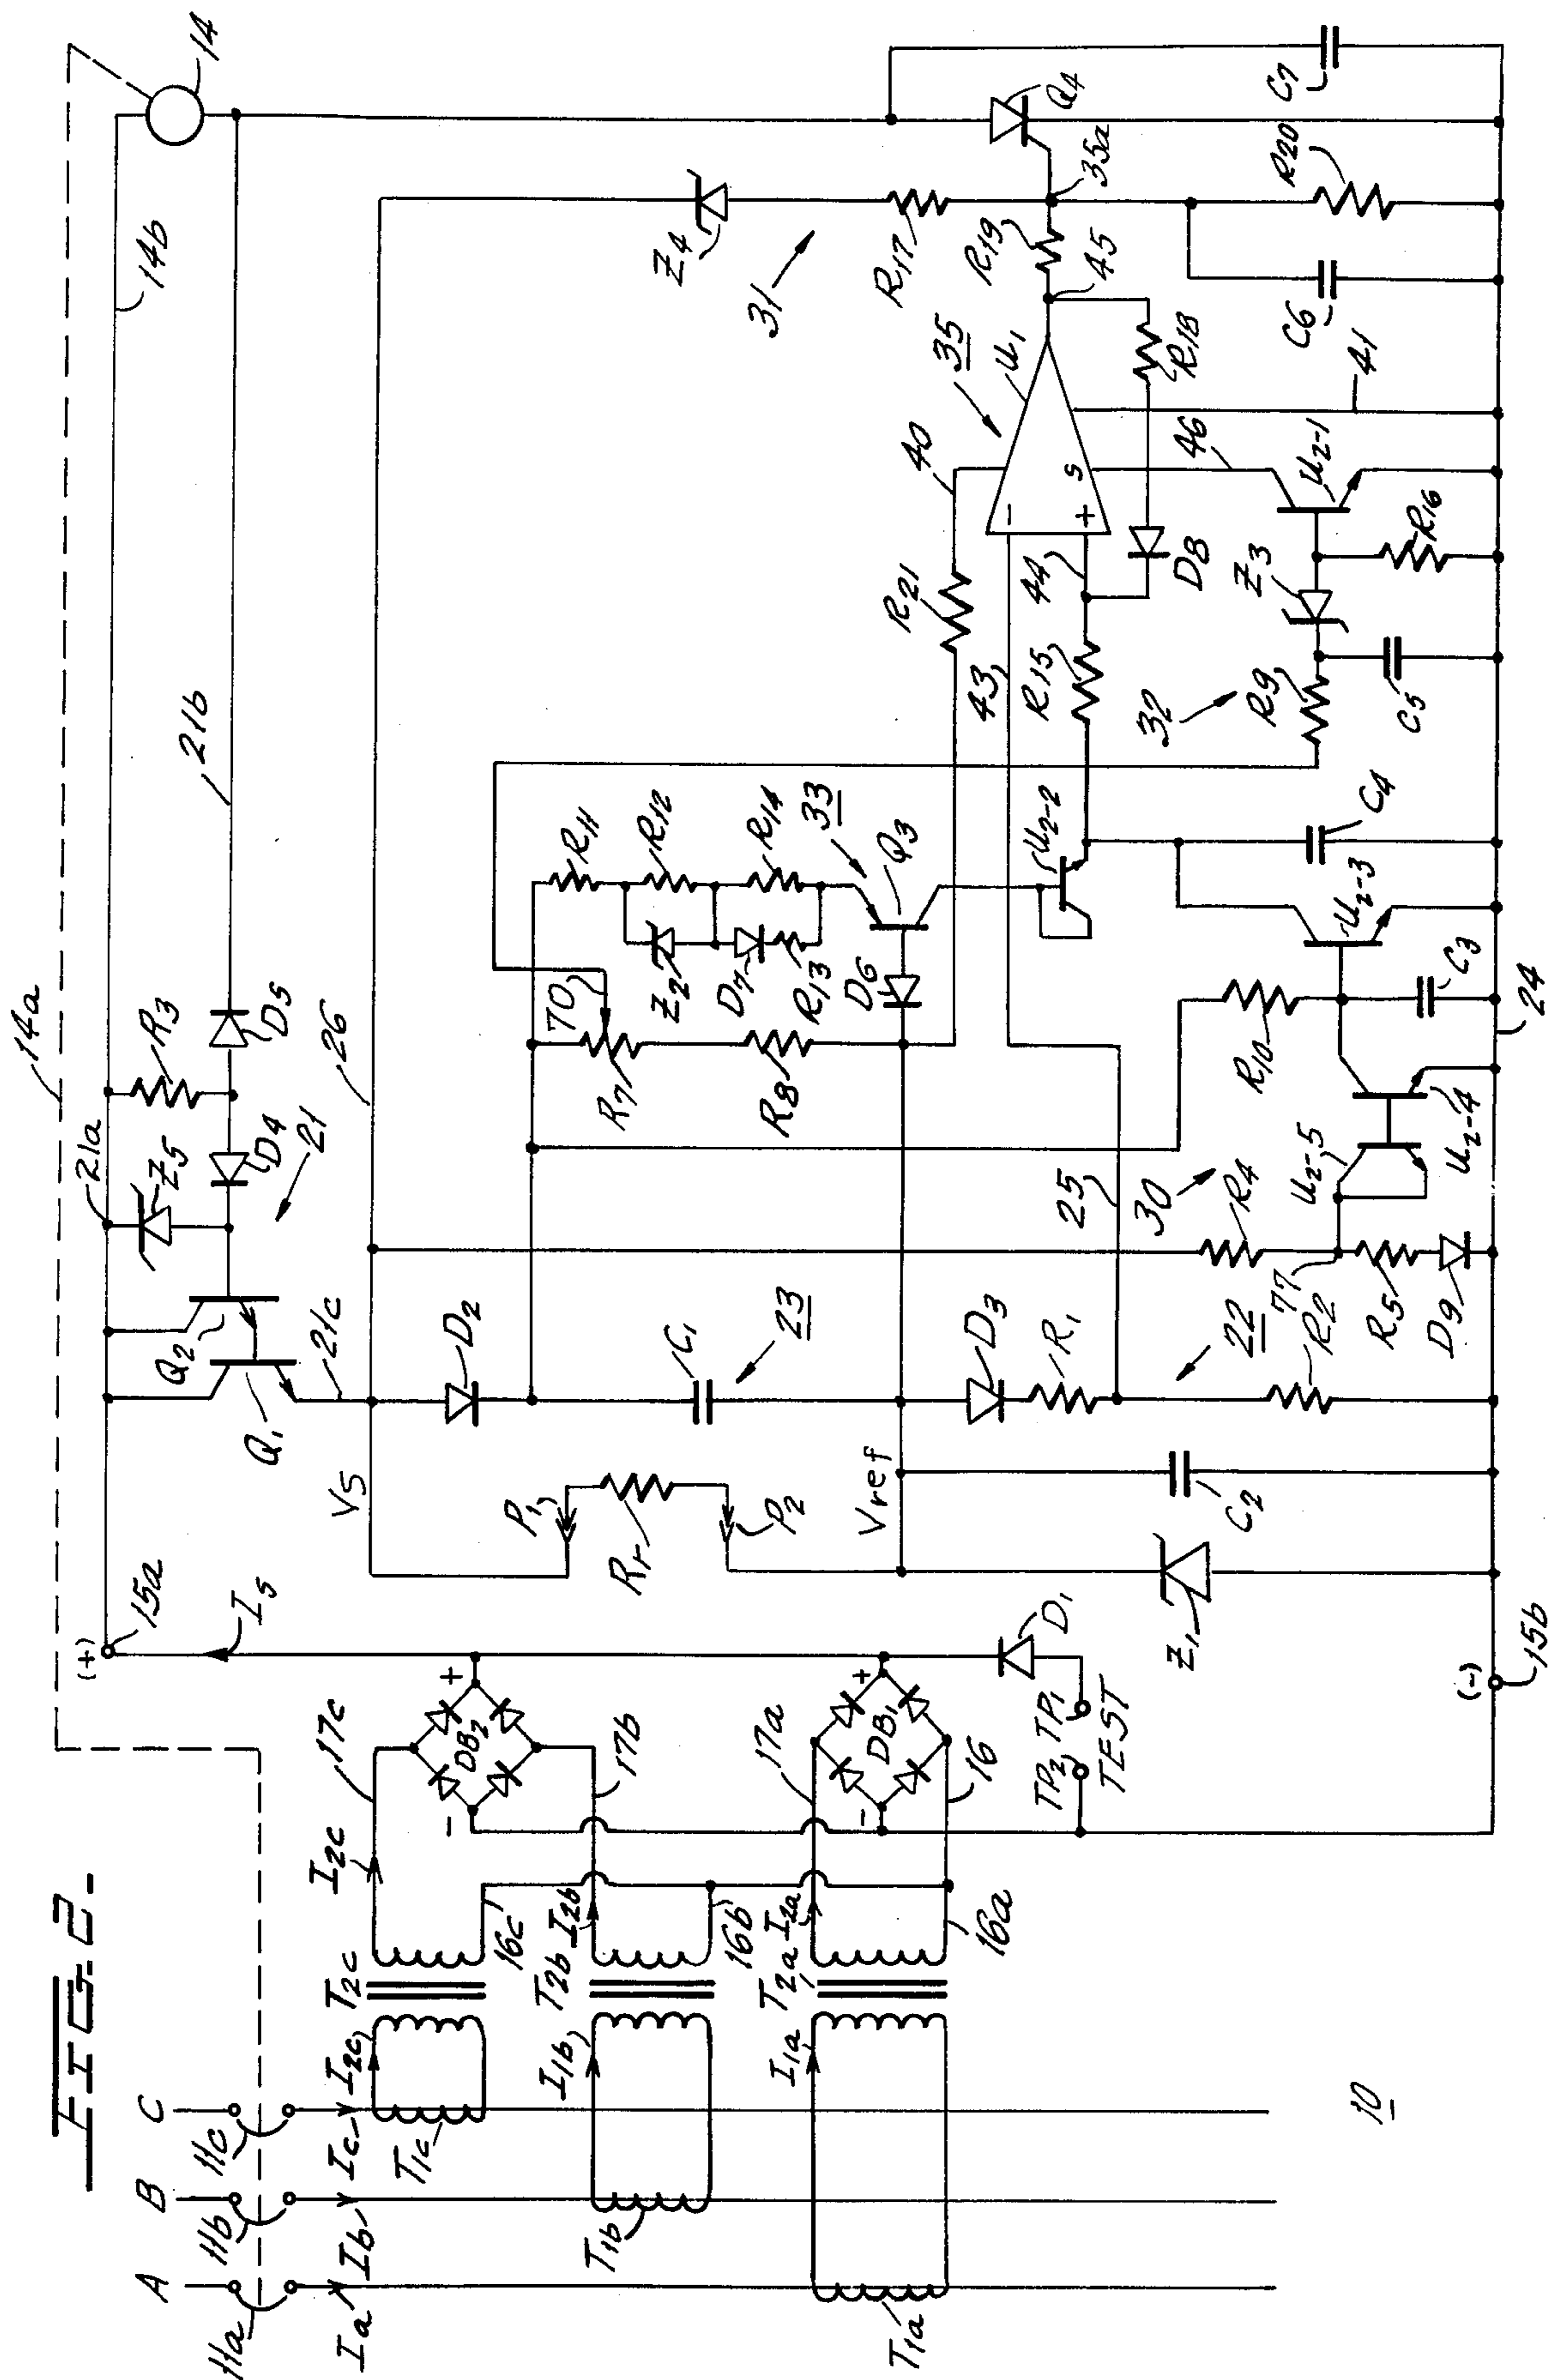 FIG. 2.
A
B
C
11a
11b
11c
Ia
Ib
Ic
T1a
T1b
T1c
I1a
I1b
I2c
T2a
T2b
T2c
I2a
I2b
I2c
16a
16b
16c
17a
17b
17c
16
DB1
DB2
+
-
+
-
TP2
TP1
TEST
D1
IS
(+)
15a
(-)
15b
14a
VS
P1
Rr
P2
Vref
Z1
C2
Q1
Q2
21c
21a
Z5
D4
21
R3
D5
21b
14b
14
26
D2
C1
23
D3
R1
22
R2
25
R4
77
R5
D9
30
U2-5
U2-4
R10
C3
U2-3
C4
24
R7
70
R8
R11
R12
R14
Z2
D7
R13
D6
33
Q3
U2-2
R21
40
43
R15
44
D8
R18
35
U1
-
+
S
45
R19
35a
32
R9
C5
Z3
R16
U2-1
46
41
Z4
31
R17
Q4
C6
R20
C7
10